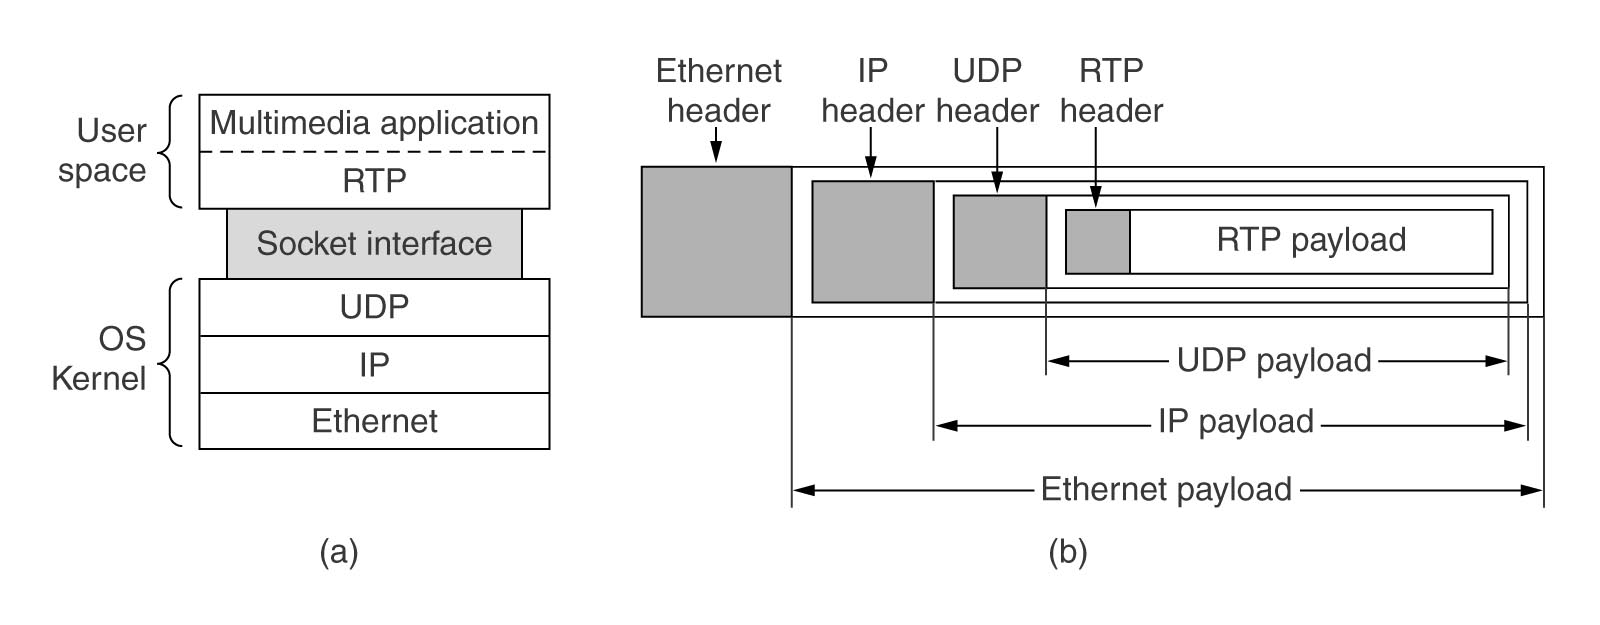 User
space
Multimedia application
RTP
Socket interface
OS
Kernel
UDP
IP
Ethernet
(a)
Ethernet
header
IP
header
UDP
header
RTP
header
RTP payload
UDP payload
IP payload
Ethernet payload
(b)